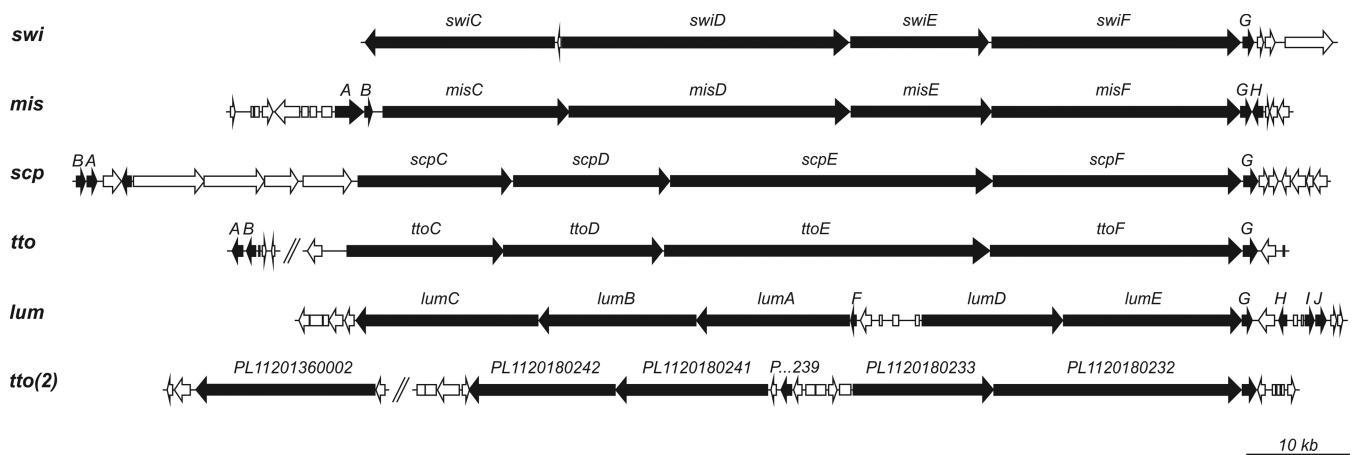 swiC swiD swiE swiF G
swi
A B misC misD misE misF G H
mis
B A scpC scpD scpE scpF G
scp
A B ttoC ttoD ttoE ttoF G
tto
lumC lumB lumA F lumD lumE G H I J
lum
PL11201360002 PL1120180242 PL1120180241 P...239 PL1120180233 PL1120180232
tto(2)
10 kb